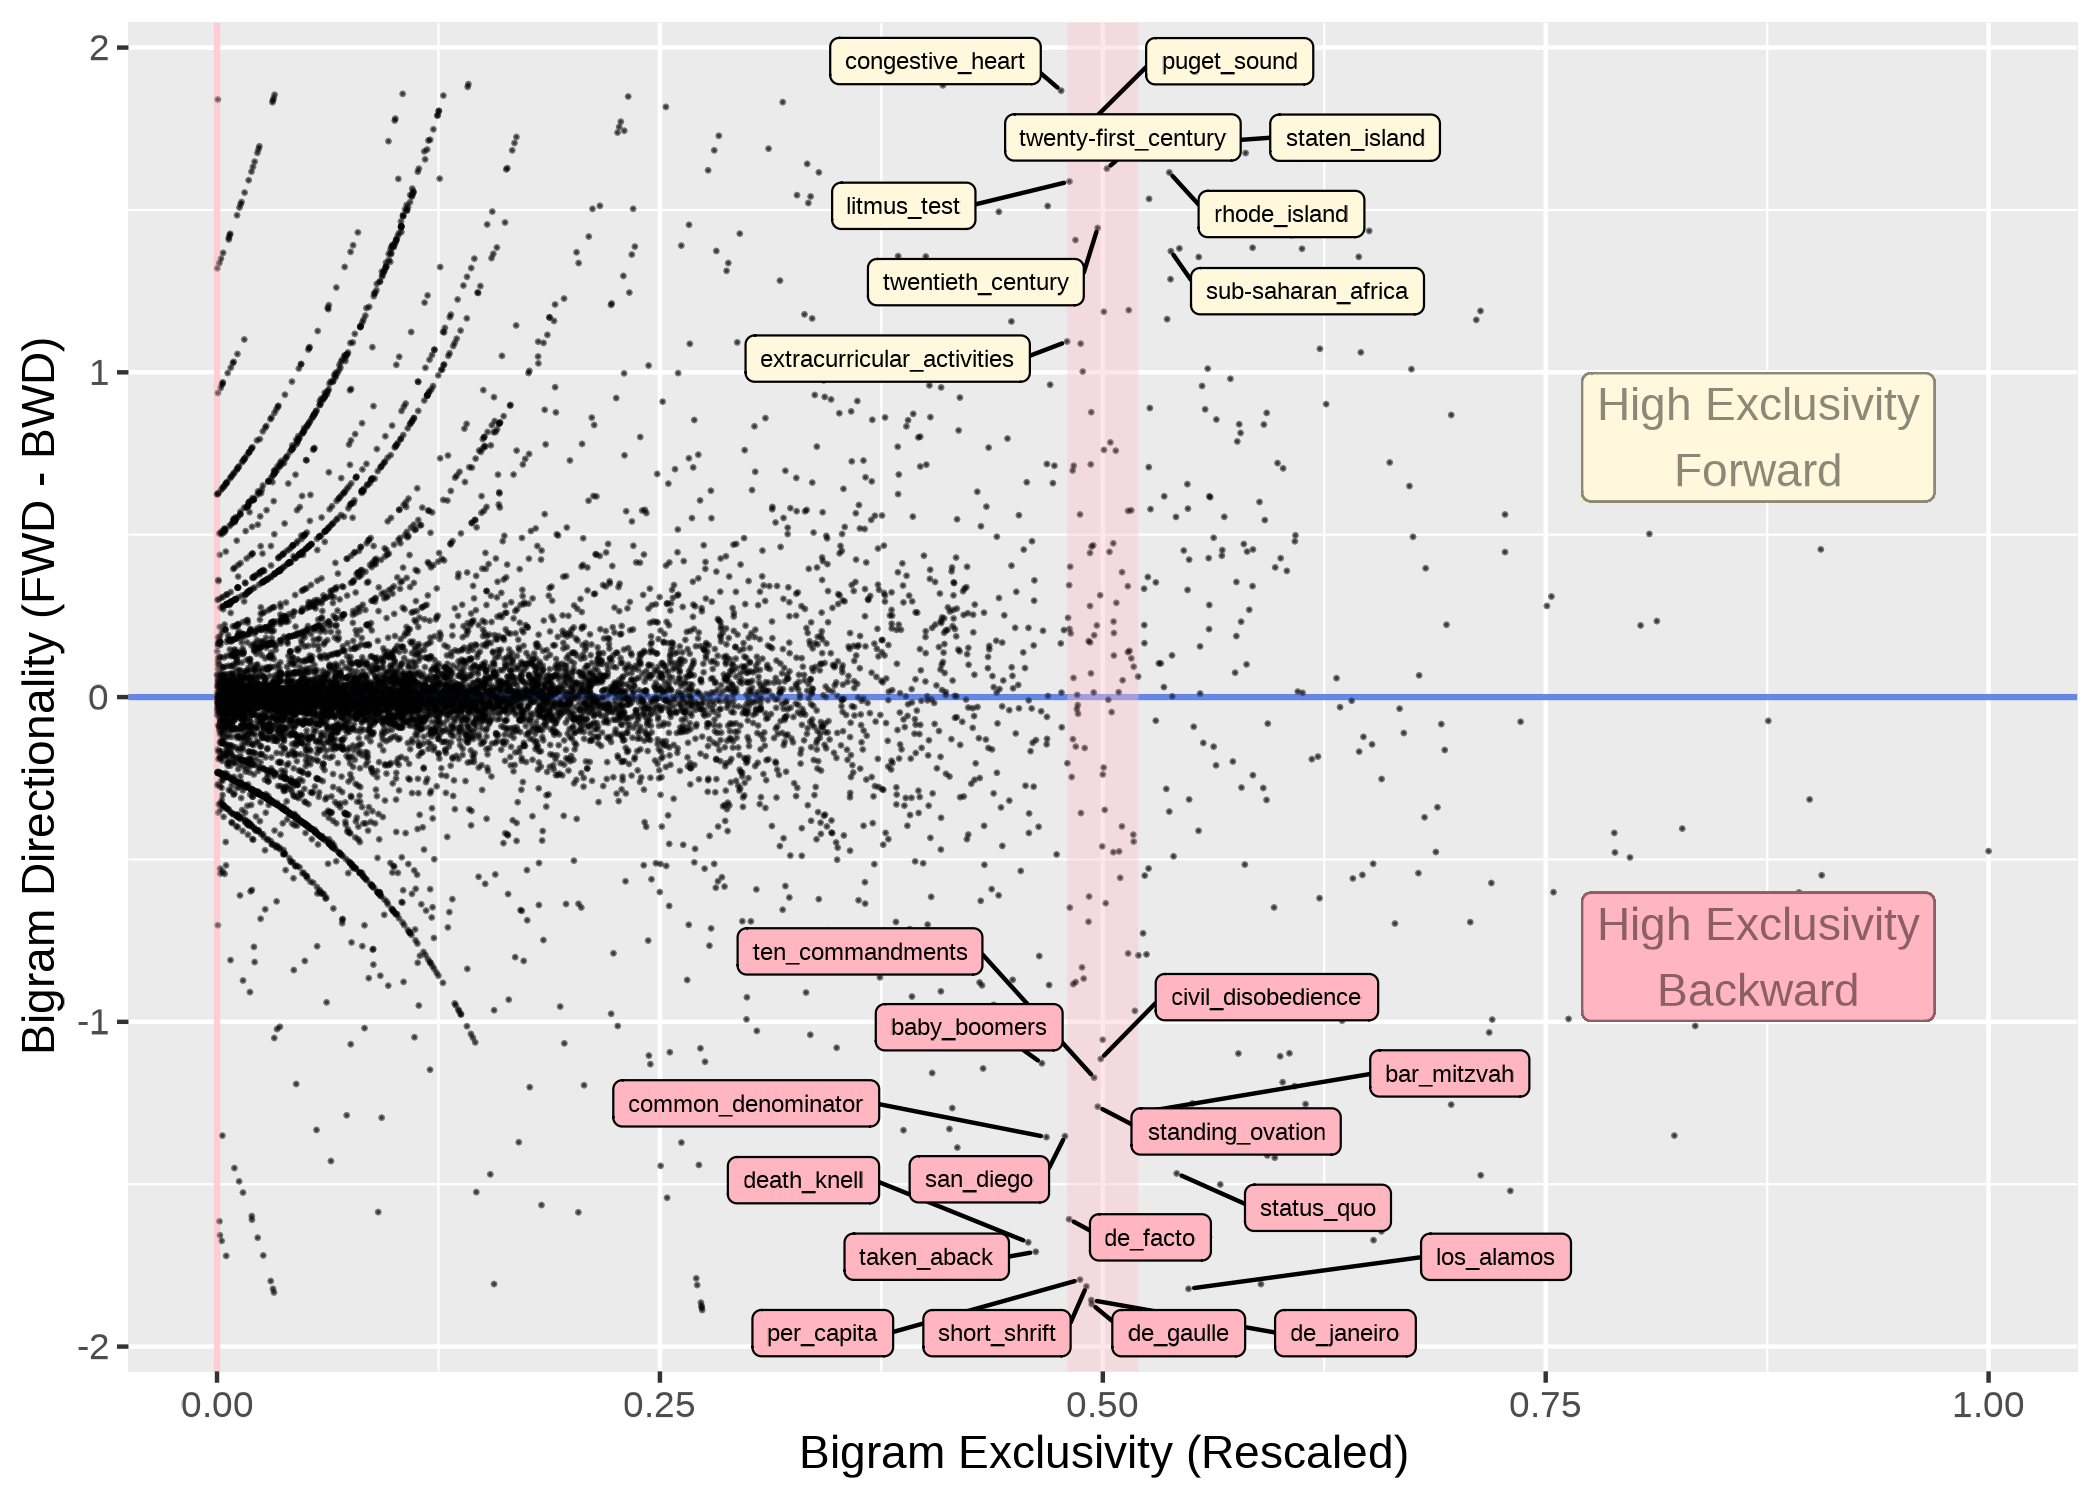 Bigram Directionality (FWD - BWD)
2
1
0
-1
-2
congestive_heart
puget_sound
twenty-first_century
staten_island
litmus_test
rhode_island
twentieth_century
sub-saharan_africa
extracurricular_activities
High Exclusivity
Forward
High Exclusivity
Backward
ten_commandments
civil_disobedience
baby_boomers
bar_mitzvah
common_denominator
standing_ovation
death_knell
san_diego
status_quo
de_facto
taken_aback
los_alamos
per_capita
short_shrift
de_gaulle
de_janeiro
0.00
0.25
0.50
0.75
1.00
Bigram Exclusivity (Rescaled)